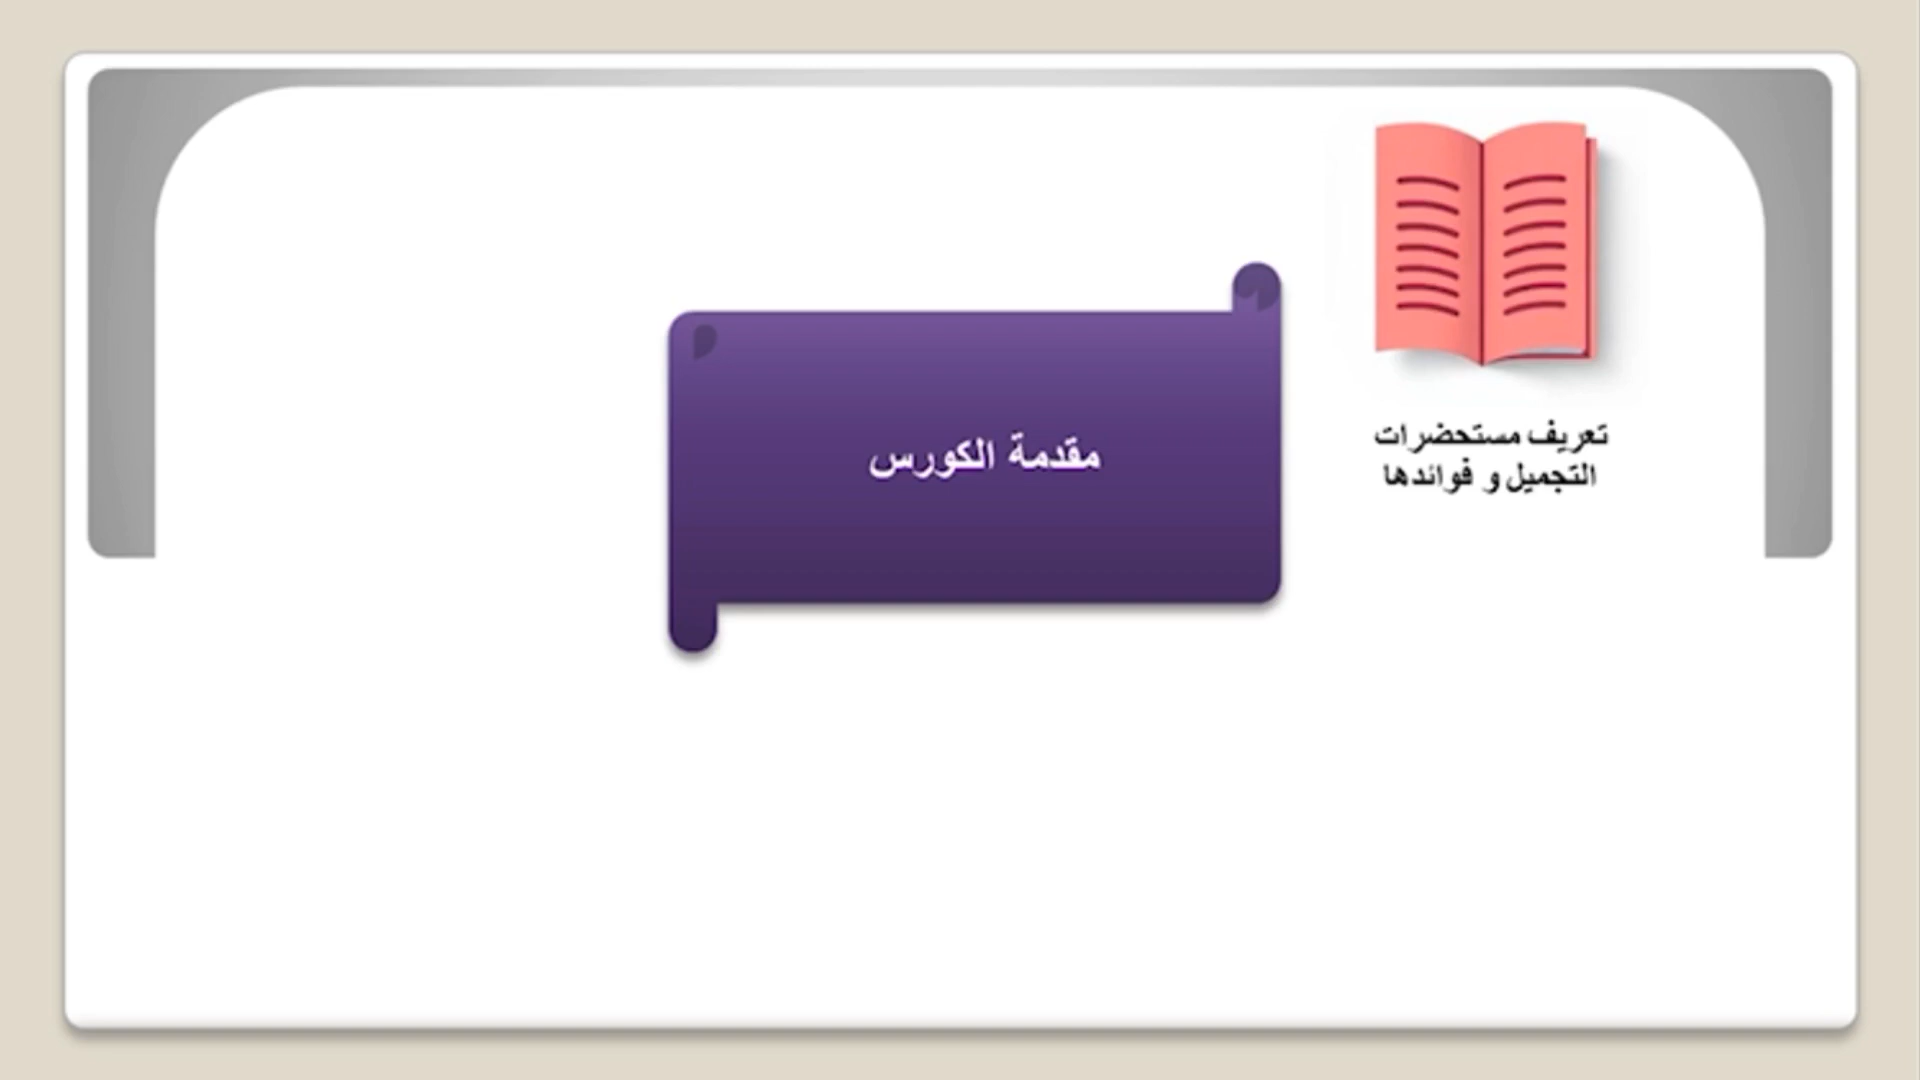 تعريف مستحضرات
التجميل و فوائدها
مقدمة الكورس